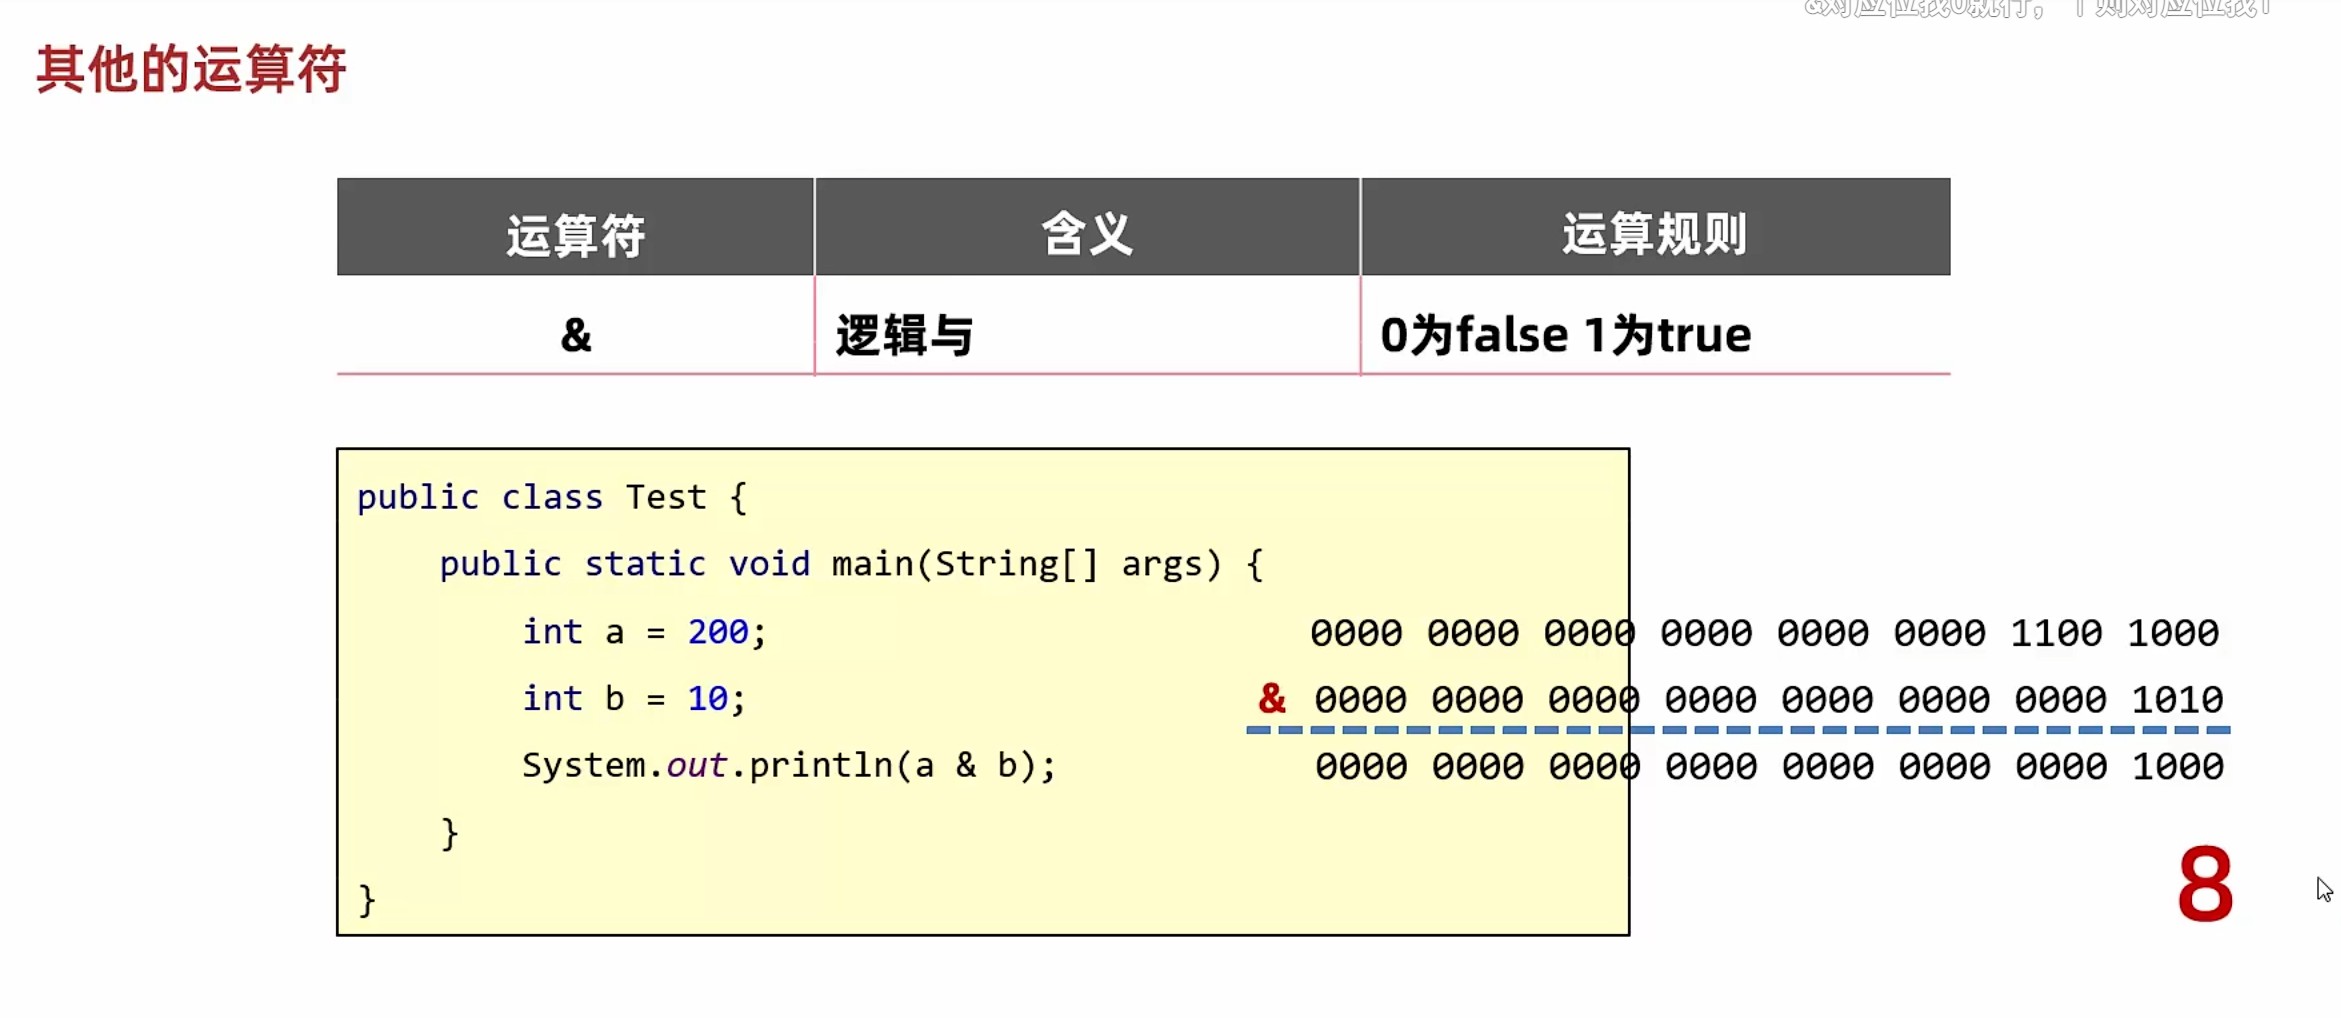 其他的运算符
运算符 含义 运算规则
& 逻辑与 0为false 1为true
public class Test {
public static void main(String[] args) {
int a = 200; 0000 0000 0000 0000 0000 0000 1100 1000
int b = 10; & 0000 0000 0000 0000 0000 0000 0000 1010
System.out.println(a & b); 0000 0000 0000 0000 0000 0000 0000 1000
}
}
8